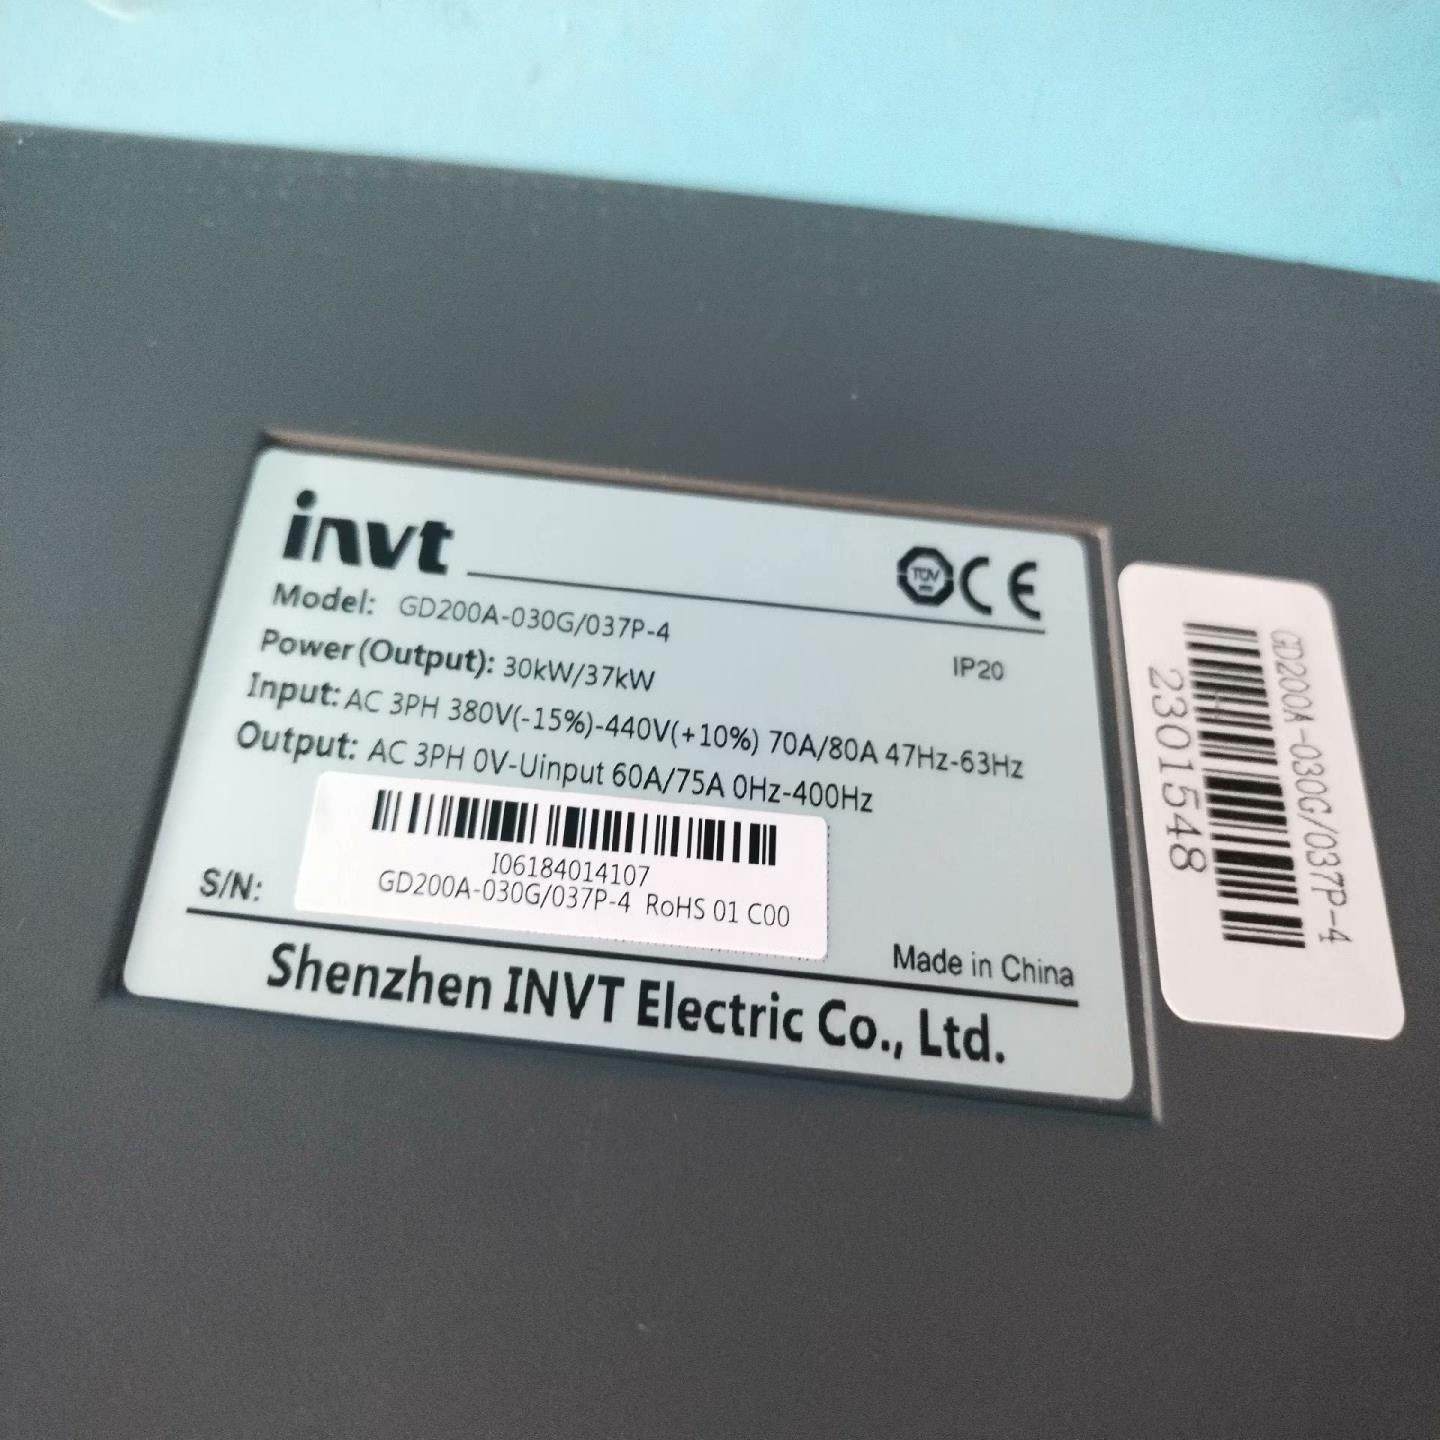 invt
TÜV CE
Model: GD200A-030G/037P-4
IP20
Power(Output): 30kW/37kW
Input: AC 3PH 380V(-15%)-440V(+10%) 70A/80A 47Hz-63Hz
Output: AC 3PH 0V-Uinput 60A/75A 0Hz-400Hz
S/N:
I06184014107
GD200A-030G/037P-4 RoHS 01 C00
Made in China
Shenzhen INVT Electric Co., Ltd.
GD200A-030G/037P-4
2301548